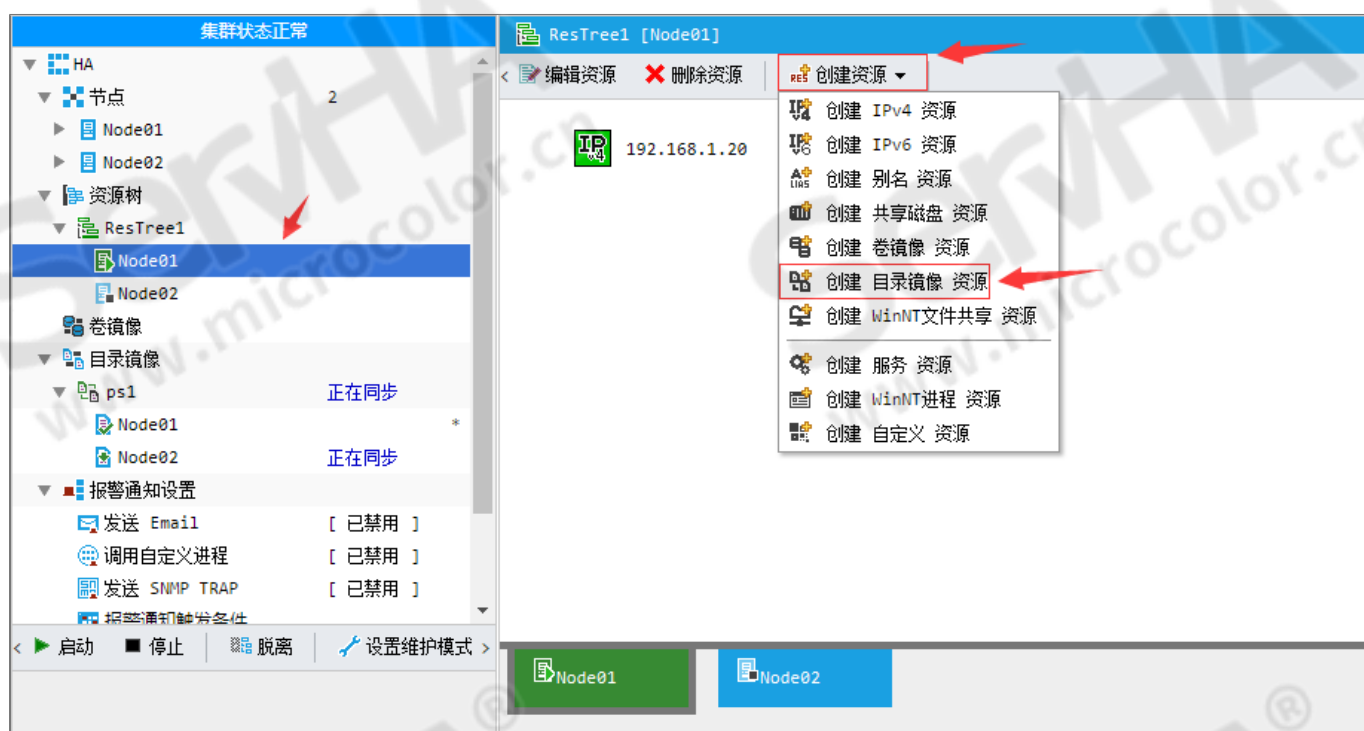 集群状态正常
HA
节点 2
Node01
Node02
资源树
ResTree1
Node01
Node02
卷镜像
目录镜像
ps1 正在同步
Node01 *
Node02 正在同步
报警通知设置
发送 Email [ 已禁用 ]
调用自定义进程 [ 已禁用 ]
发送 SNMP TRAP [ 已禁用 ]
报警通知触发条件
启动 停止 脱离 设置维护模式
ResTree1 [Node01]
编辑资源 删除资源 创建资源
192.168.1.20
创建 IPv4 资源
创建 IPv6 资源
创建 别名 资源
创建 共享磁盘 资源
创建 卷镜像 资源
创建 目录镜像 资源
创建 WinNT文件共享 资源
创建 服务 资源
创建 WinNT进程 资源
创建 自定义 资源
Node01
Node02
ServHA
www.microcolor.cn